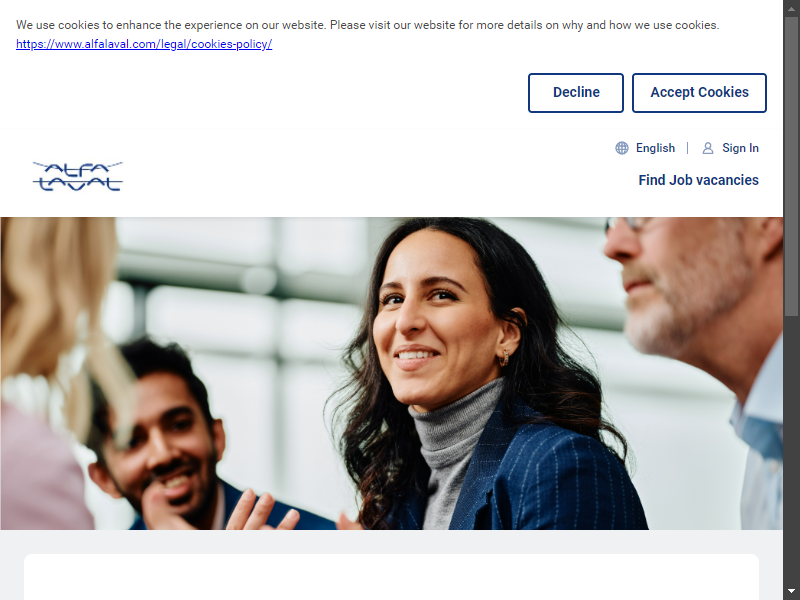 We use cookies to enhance the experience on our website. Please visit our website for more details on why and how we use cookies.
https://www.alfalaval.com/legal/cookies-policy/
Decline
Accept Cookies
English
Sign In
ALFA
LAVAL
Find Job vacancies